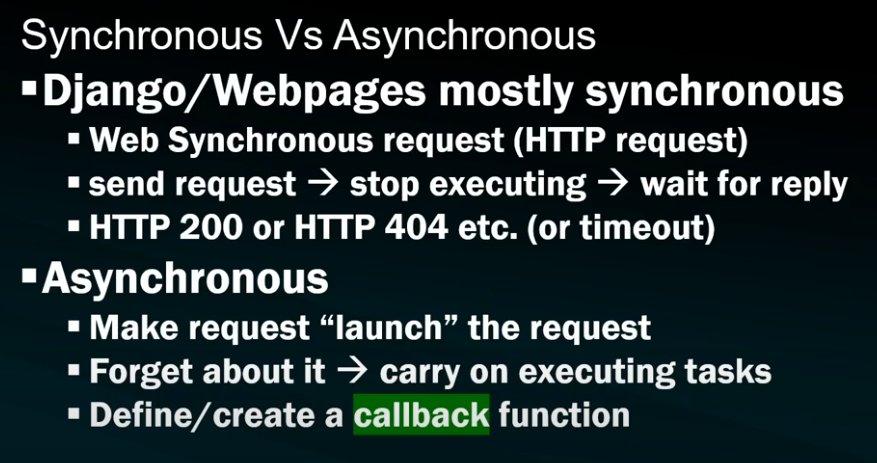 Synchronous Vs Asynchronous
▪Django/Webpages mostly synchronous
▪ Web Synchronous request (HTTP request)
▪ send request → stop executing → wait for reply
▪ HTTP 200 or HTTP 404 etc. (or timeout)
▪Asynchronous
▪ Make request “launch” the request
▪ Forget about it → carry on executing tasks
▪ Define/create a callback function